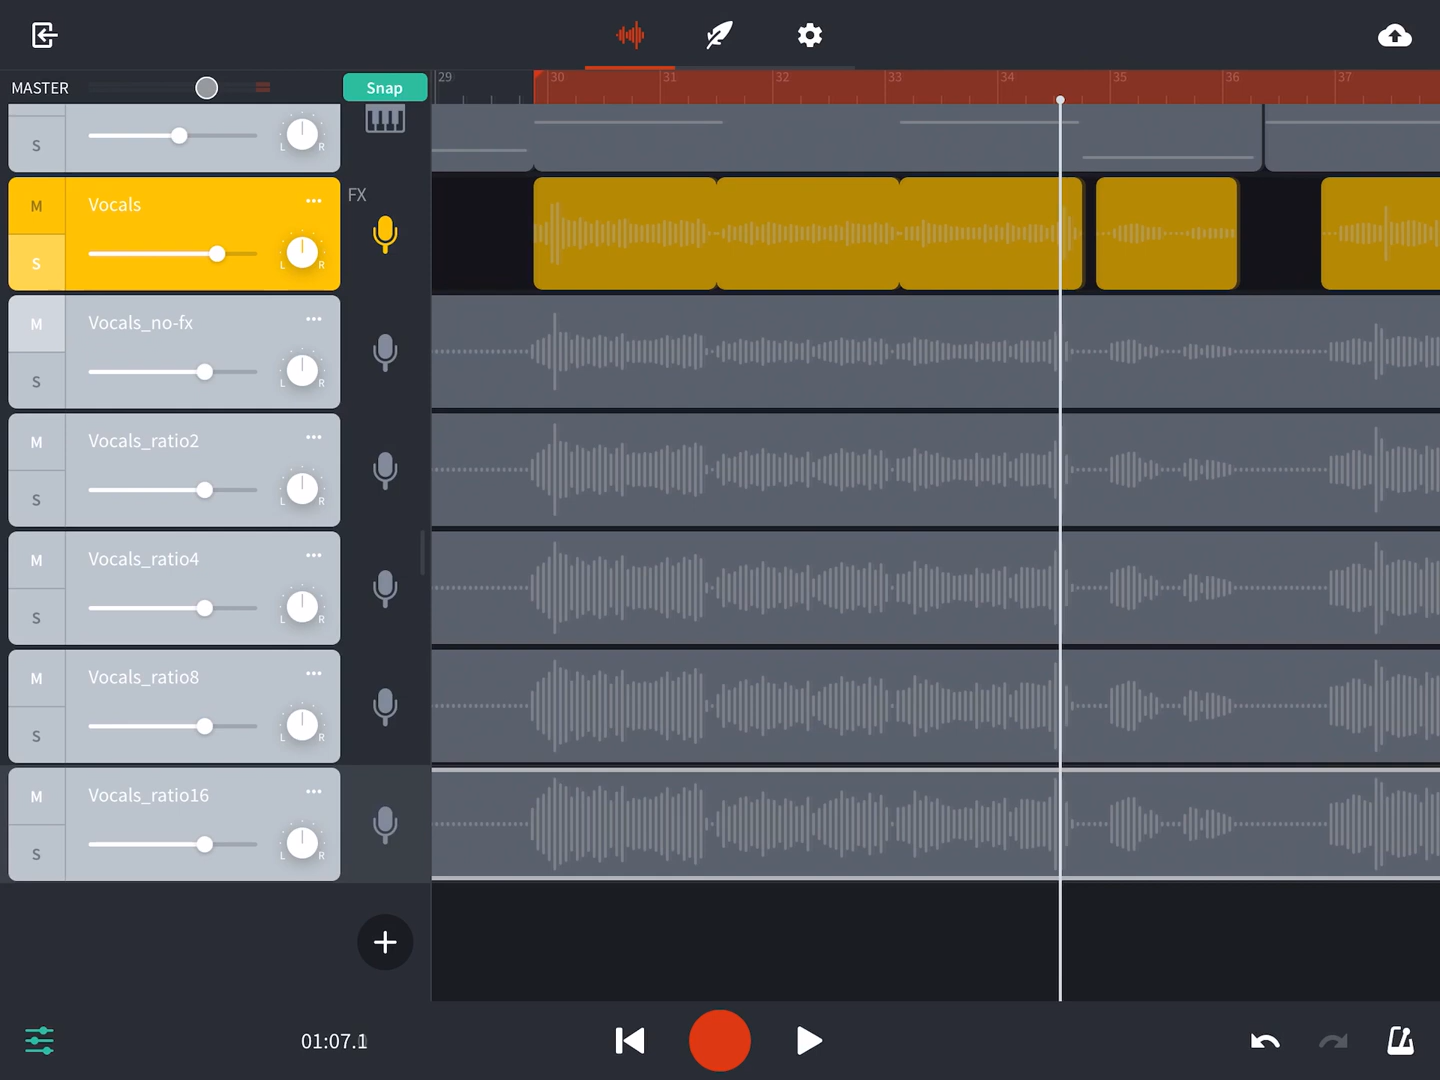 MASTER
Snap
29 30 31 32 33 34 35 36 37
S
L R
M Vocals
FX
S
L R
M Vocals_no-fx
S
L R
M Vocals_ratio2
S
L R
M Vocals_ratio4
S
L R
M Vocals_ratio8
S
L R
M Vocals_ratio16
S
L R
01:07.1